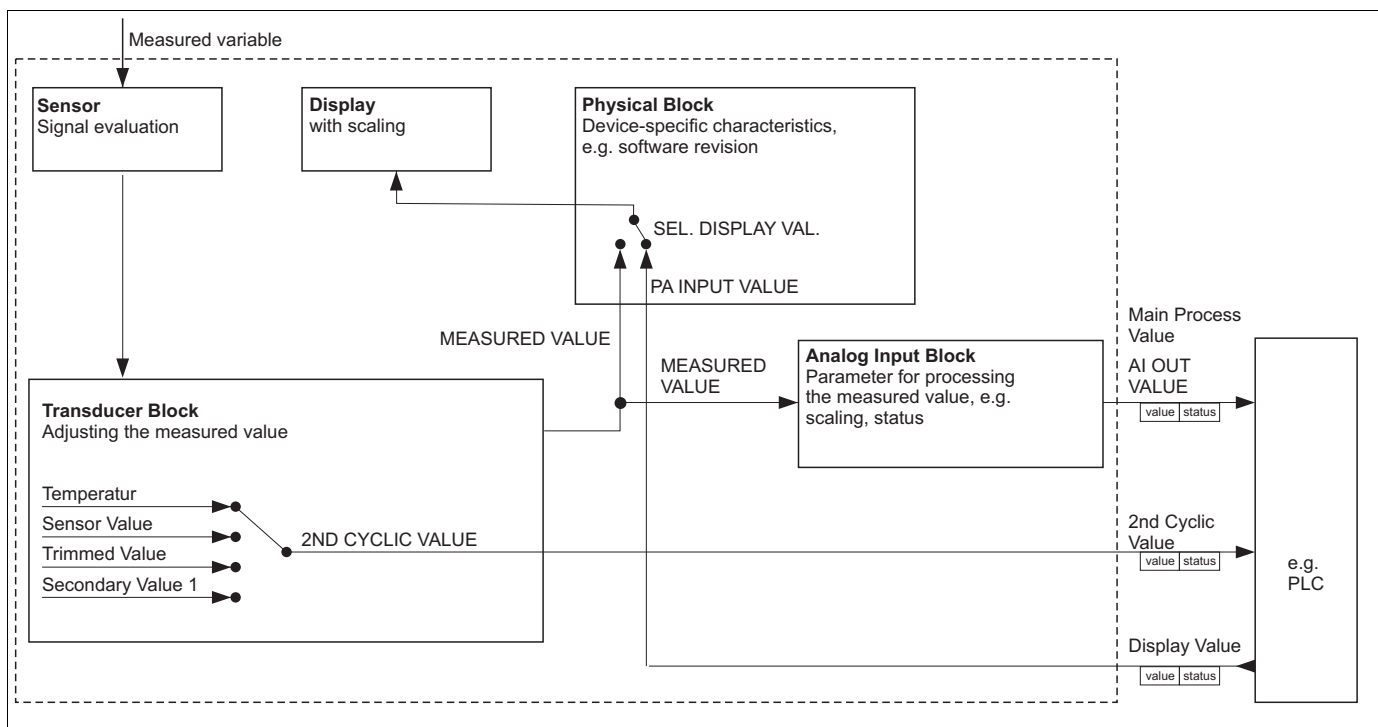 Measured variable
Sensor
Signal evaluation
Display
with scaling
Physical Block
Device-specific characteristics,
e.g. software revision
SEL. DISPLAY VAL.
PA INPUT VALUE
MEASURED VALUE
MEASURED
VALUE
Analog Input Block
Parameter for processing
the measured value, e.g.
scaling, status
Main Process
Value
AI OUT
VALUE
value status
Transducer Block
Adjusting the measured value
Temperatur
Sensor Value
Trimmed Value
Secondary Value 1
2ND CYCLIC VALUE
2nd Cyclic
Value
value status
e.g.
PLC
Display Value
value status